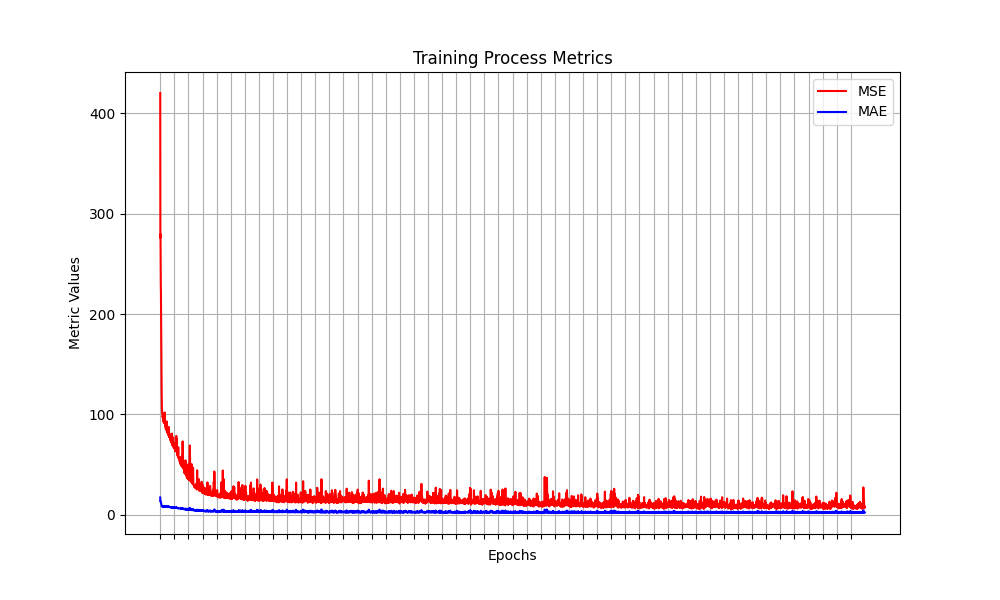 Training Process Metrics
MSE
MAE
400
300
200
100
0
Metric Values
Epochs